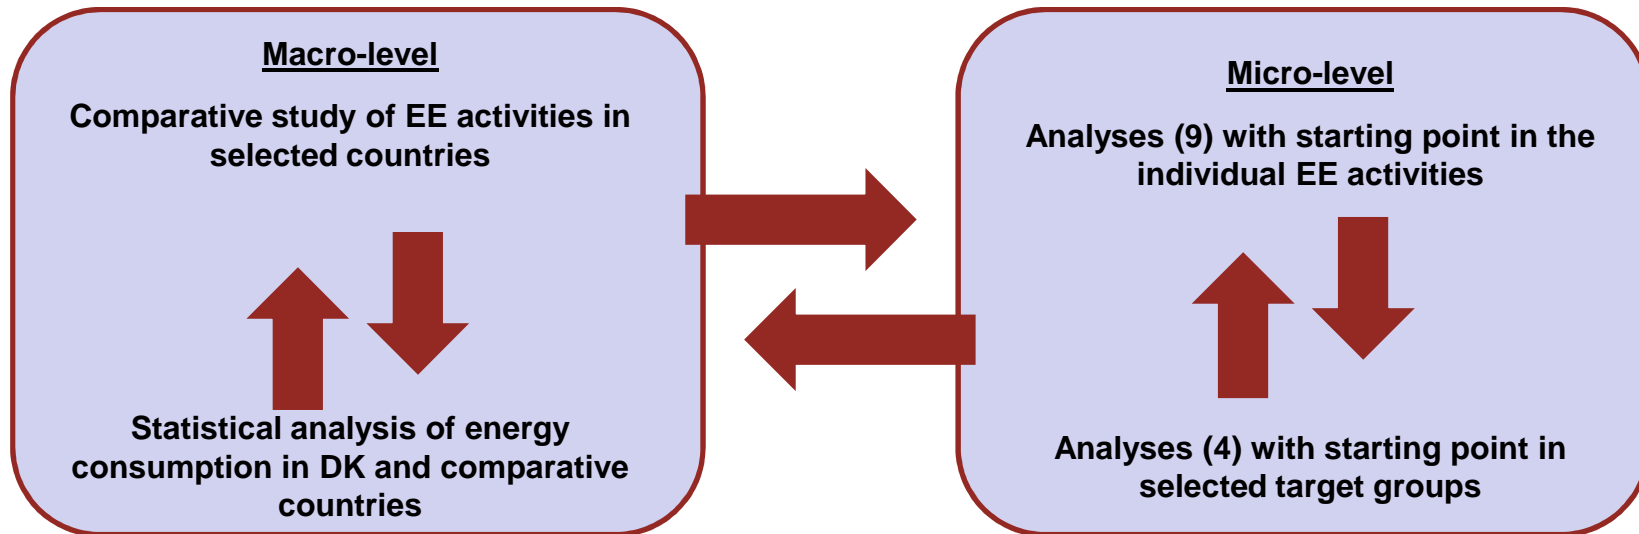 Macro-level
Comparative study of EE activities in
selected countries
Statistical analysis of energy
consumption in DK and comparative
countries
Micro-level
Analyses (9) with starting point in the
individual EE activities
Analyses (4) with starting point in
selected target groups